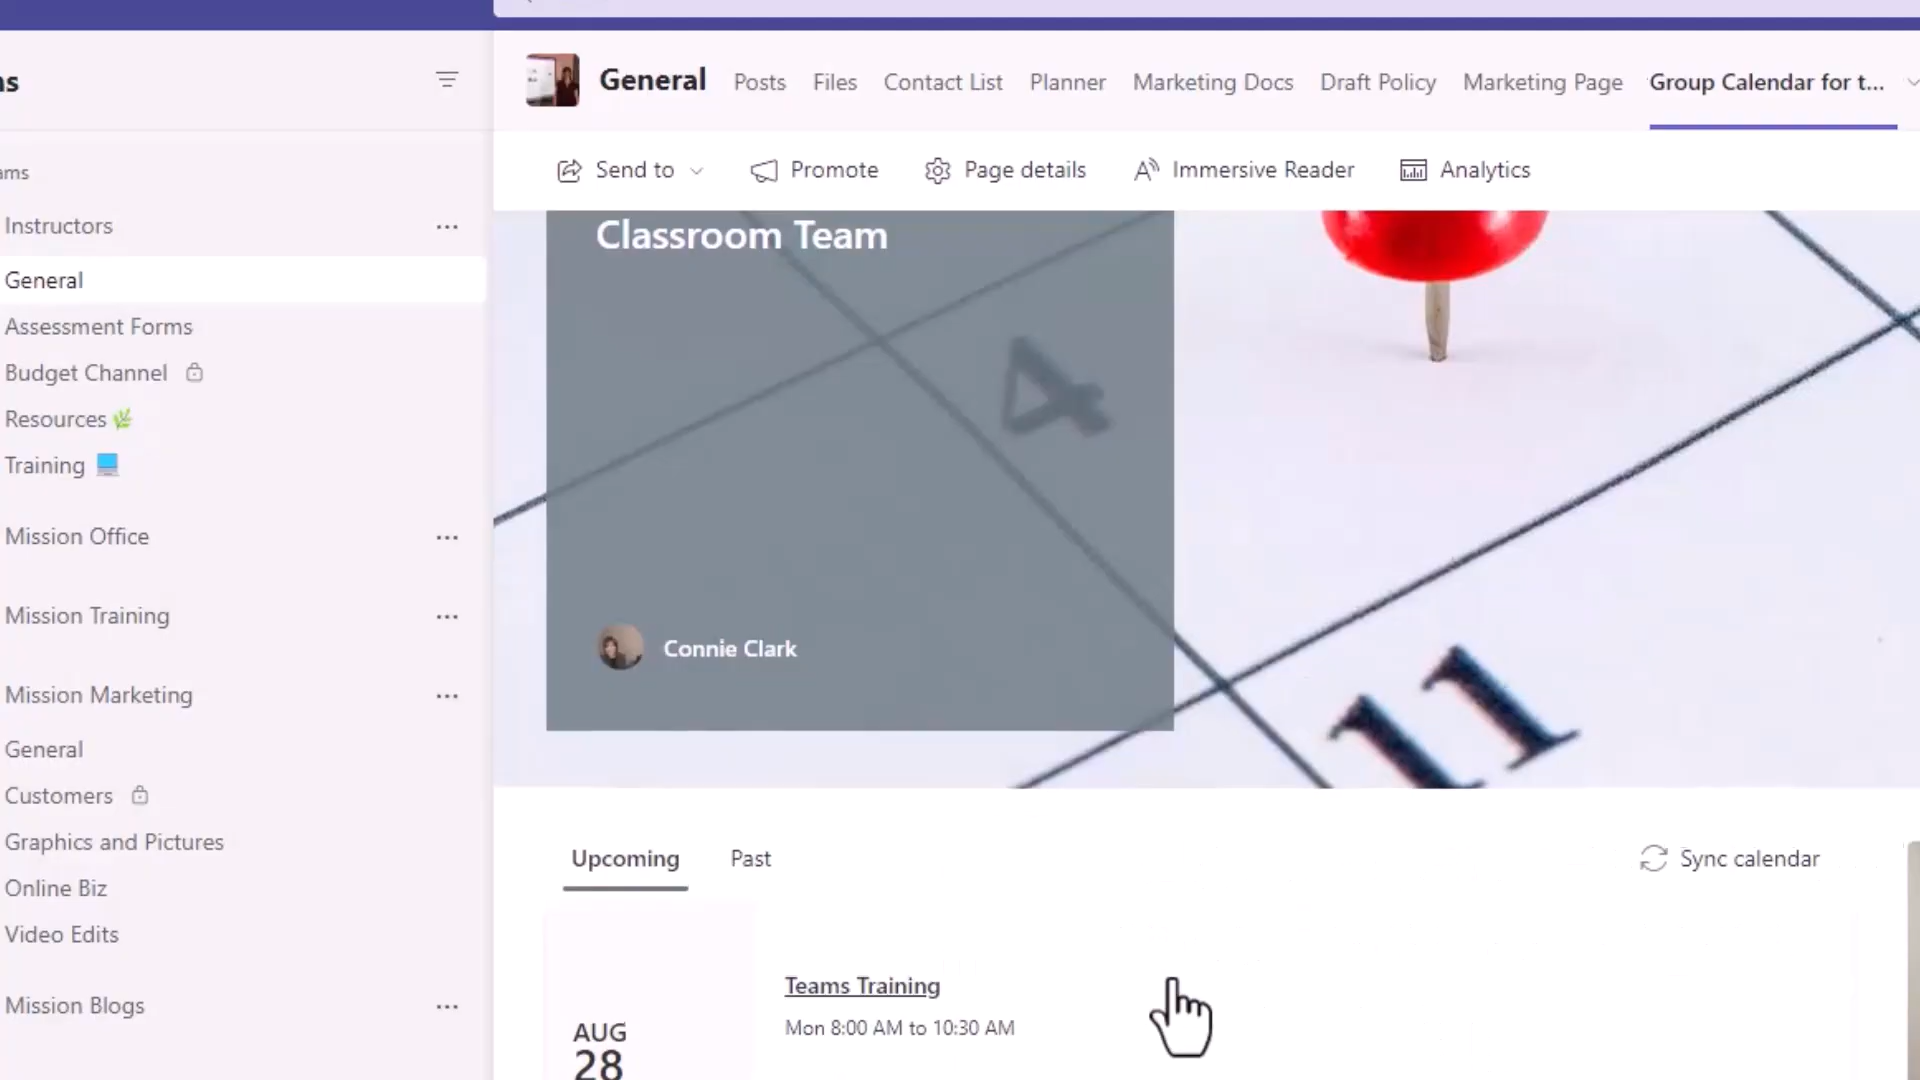 ns
General
Posts
Files
Contact List
Planner
Marketing Docs
Draft Policy
Marketing Page
Group Calendar for t...
Send to
Promote
Page details
Immersive Reader
Analytics
ams
Instructors
General
Assessment Forms
Budget Channel
Resources
Training
Mission Office
Mission Training
Mission Marketing
General
Customers
Graphics and Pictures
Online Biz
Video Edits
Mission Blogs
Classroom Team
4
Connie Clark
11
Upcoming
Past
Sync calendar
AUG
28
Teams Training
Mon 8:00 AM to 10:30 AM